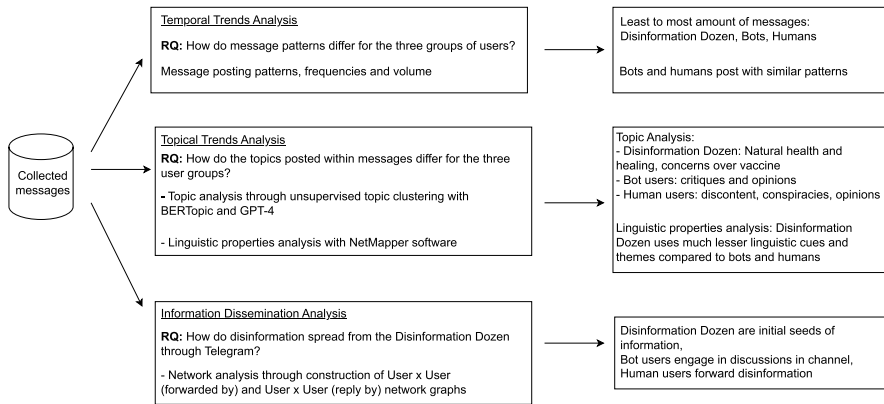 Temporal Trends Analysis
RQ: How do message patterns differ for the three groups of users?
Message posting patterns, frequencies and volume
Least to most amount of messages:
Disinformation Dozen, Bots, Humans
Bots and humans post with similar patterns
Collected
messages
Topical Trends Analysis
RQ: How do the topics posted within messages differ for the three
user groups?
- Topic analysis through unsupervised topic clustering with
BERTopic and GPT-4
- Linguistic properties analysis with NetMapper software
Topic Analysis:
- Disinformation Dozen: Natural health and
healing, concerns over vaccine
- Bot users: critiques and opinions
- Human users: discontent, conspiracies, opinions
Linguistic properties analysis: Disinformation
Dozen uses much lesser linguistic cues and
themes compared to bots and humans
Information Dissemination Analysis
RQ: How do disinformation spread from the Disinformation Dozen
through Telegram?
- Network analysis through construction of User x User
(forwarded by) and User x User (reply by) network graphs
Disinformation Dozen are initial seeds of
information,
Bot users engage in discussions in channel,
Human users forward disinformation